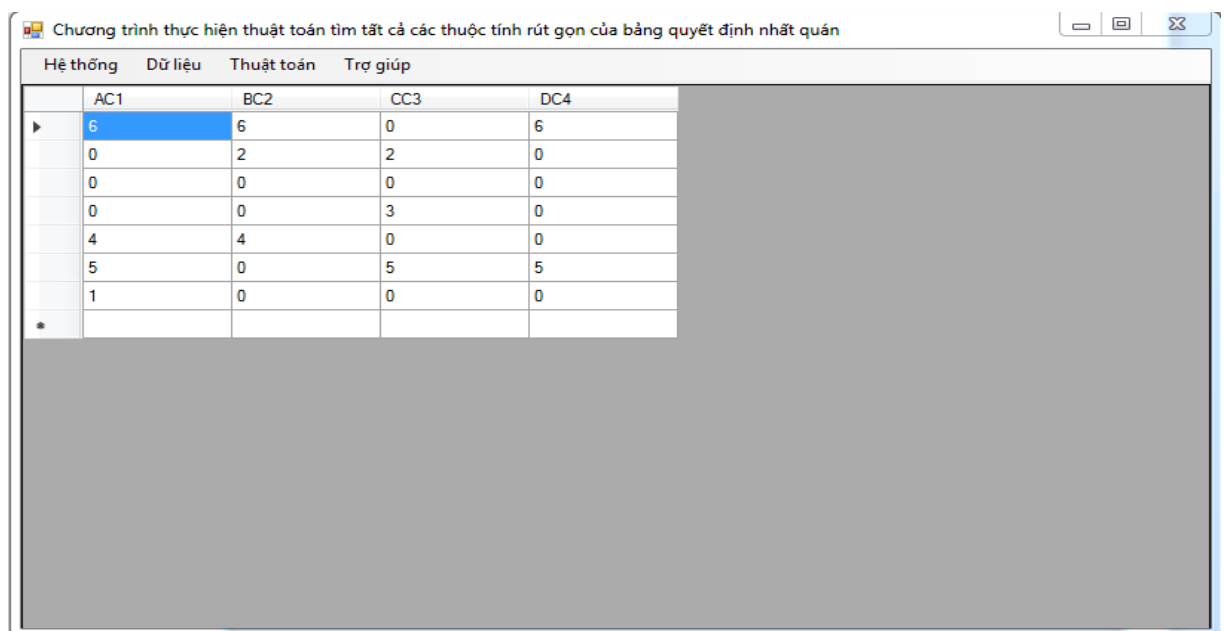 Chương trình thực hiện thuật toán tìm tất cả các thuộc tính rút gọn của bảng quyết định nhất quán
Hệ thống Dữ liệu Thuật toán Trợ giúp
AC1 BC2 CC3 DC4
6 6 0 6
0 2 2 0
0 0 0 0
0 0 3 0
4 4 0 0
5 0 5 5
1 0 0 0